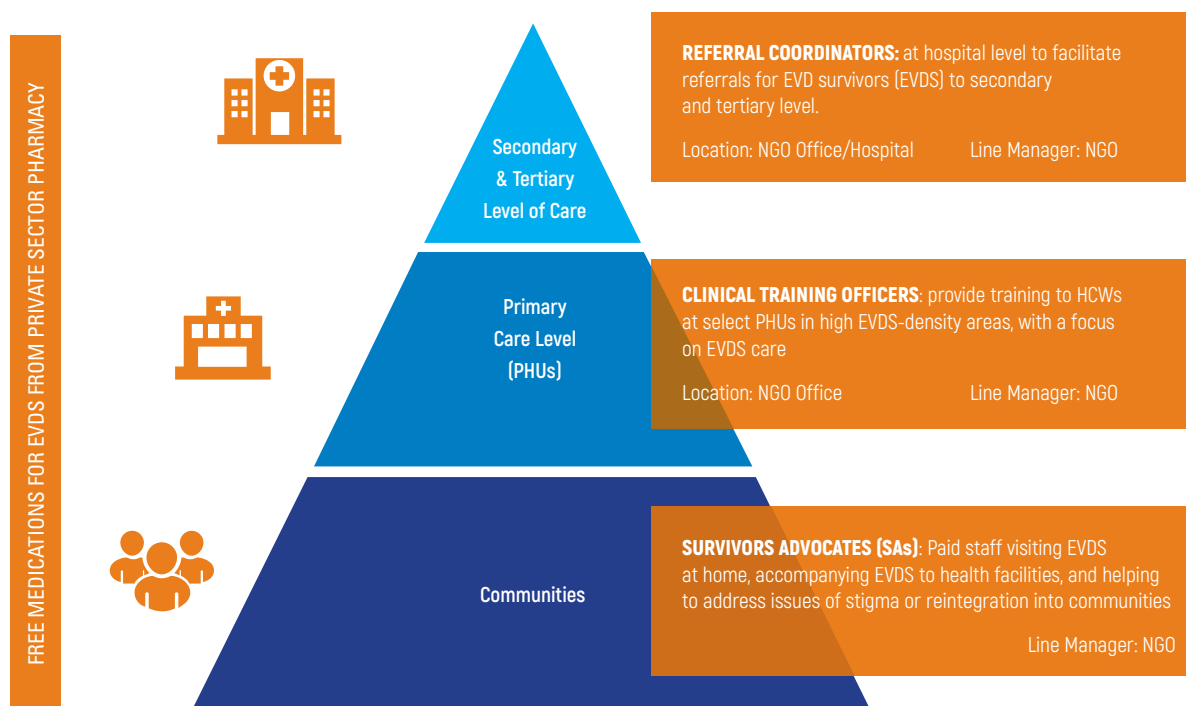 FREE MEDICATIONS FOR EVDS FROM PRIVATE SECTOR PHARMACY
Secondary
& Tertiary
Level of Care
REFERRAL COORDINATORS: at hospital level to facilitate
referrals for EVD survivors (EVDS) to secondary
and tertiary level.
Location: NGO Office/Hospital Line Manager: NGO
Primary
Care Level
(PHUs)
CLINICAL TRAINING OFFICERS: provide training to HCWs
at select PHUs in high EVDS-density areas, with a focus
on EVDS care
Location: NGO Office Line Manager: NGO
Communities
SURVIVORS ADVOCATES (SAs): Paid staff visiting EVDS
at home, accompanying EVDS to health facilities, and helping
to address issues of stigma or reintegration into communities
Line Manager: NGO